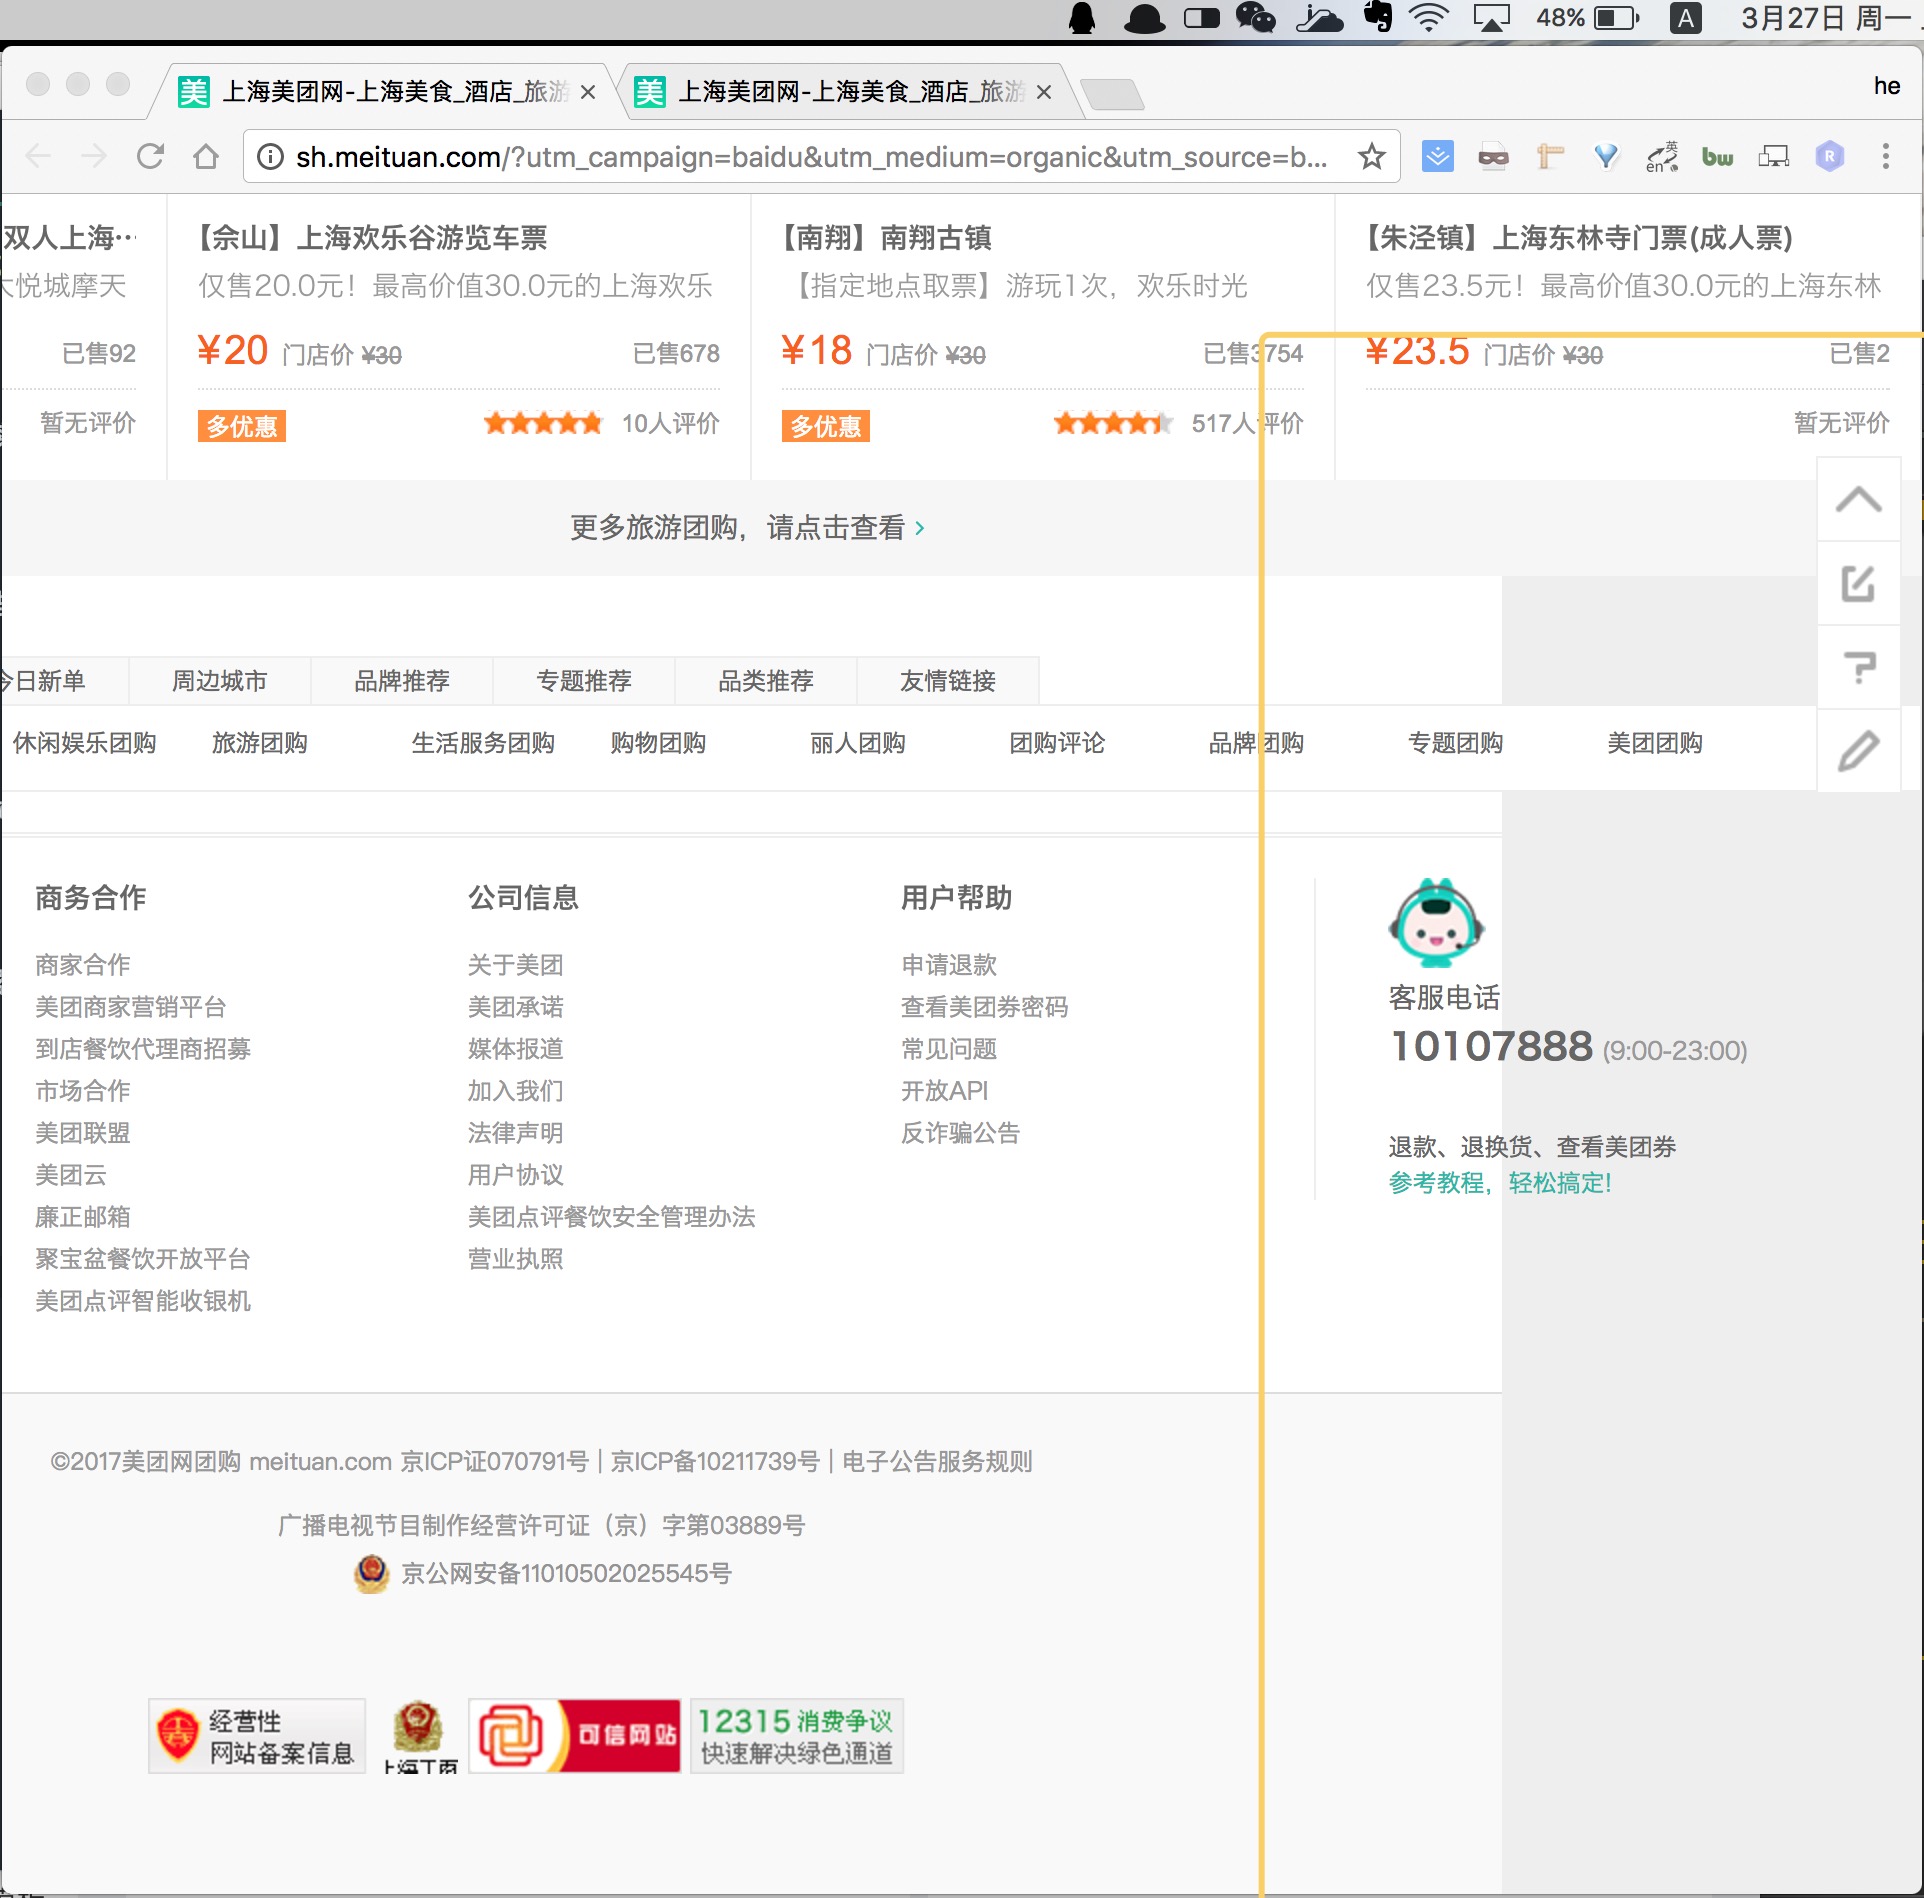 48%
A
3月27日 周一
上海美团网-上海美食_酒店_旅游
上海美团网-上海美食_酒店_旅游
he
sh.meituan.com/?utm_campaign=baidu&utm_medium=organic&utm_source=b...
英
en
bw
R
双人上海…
【佘山】上海欢乐谷游览车票
【南翔】南翔古镇
【朱泾镇】上海东林寺门票(成人票)
悦城摩天
仅售20.0元！最高价值30.0元的上海欢乐
【指定地点取票】游玩1次，欢乐时光
仅售23.5元！最高价值30.0元的上海东林
已售92
¥20 门店价 ¥30 已售678
¥18 门店价 ¥30 已售3754
¥23.5 门店价 ¥30 已售2
暂无评价
多优惠 10人评价
多优惠 517人评价
暂无评价
更多旅游团购，请点击查看 ›
今日新单 周边城市 品牌推荐 专题推荐 品类推荐 友情链接
休闲娱乐团购 旅游团购 生活服务团购 购物团购 丽人团购 团购评论 品牌团购 专题团购 美团团购
商务合作
商家合作
美团商家营销平台
到店餐饮代理商招募
市场合作
美团联盟
美团云
廉正邮箱
聚宝盆餐饮开放平台
美团点评智能收银机
公司信息
关于美团
美团承诺
媒体报道
加入我们
法律声明
用户协议
美团点评餐饮安全管理办法
营业执照
用户帮助
申请退款
查看美团券密码
常见问题
开放API
反诈骗公告
客服电话
10107888 (9:00-23:00)
退款、退换货、查看美团券
参考教程，轻松搞定!
©2017美团网团购 meituan.com 京ICP证070791号 | 京ICP备10211739号 | 电子公告服务规则
广播电视节目制作经营许可证（京）字第03889号
京公网安备11010502025545号
经营性
网站备案信息
上海工商
可信网站
12315 消费争议
快速解决绿色通道